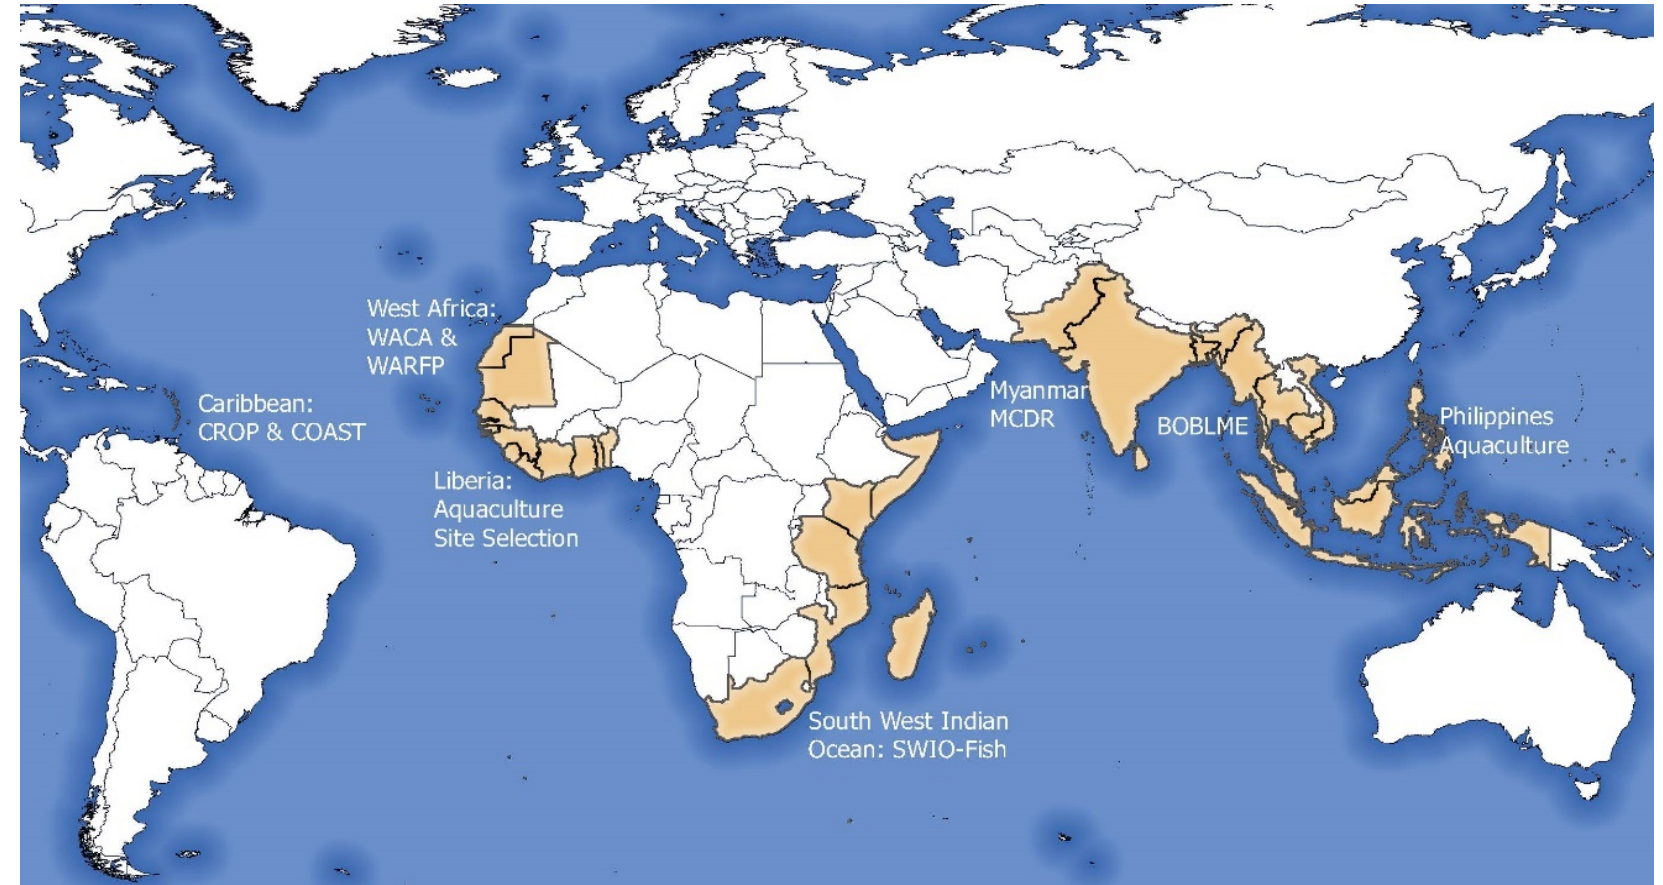 West Africa:
WACA &
WARFP
Caribbean:
CROP & COAST
Liberia:
Aquaculture
Site Selection
Myanmar
MCDR
BOBLME
Philippines
Aquaculture
South West Indian
Ocean: SWIO-Fish